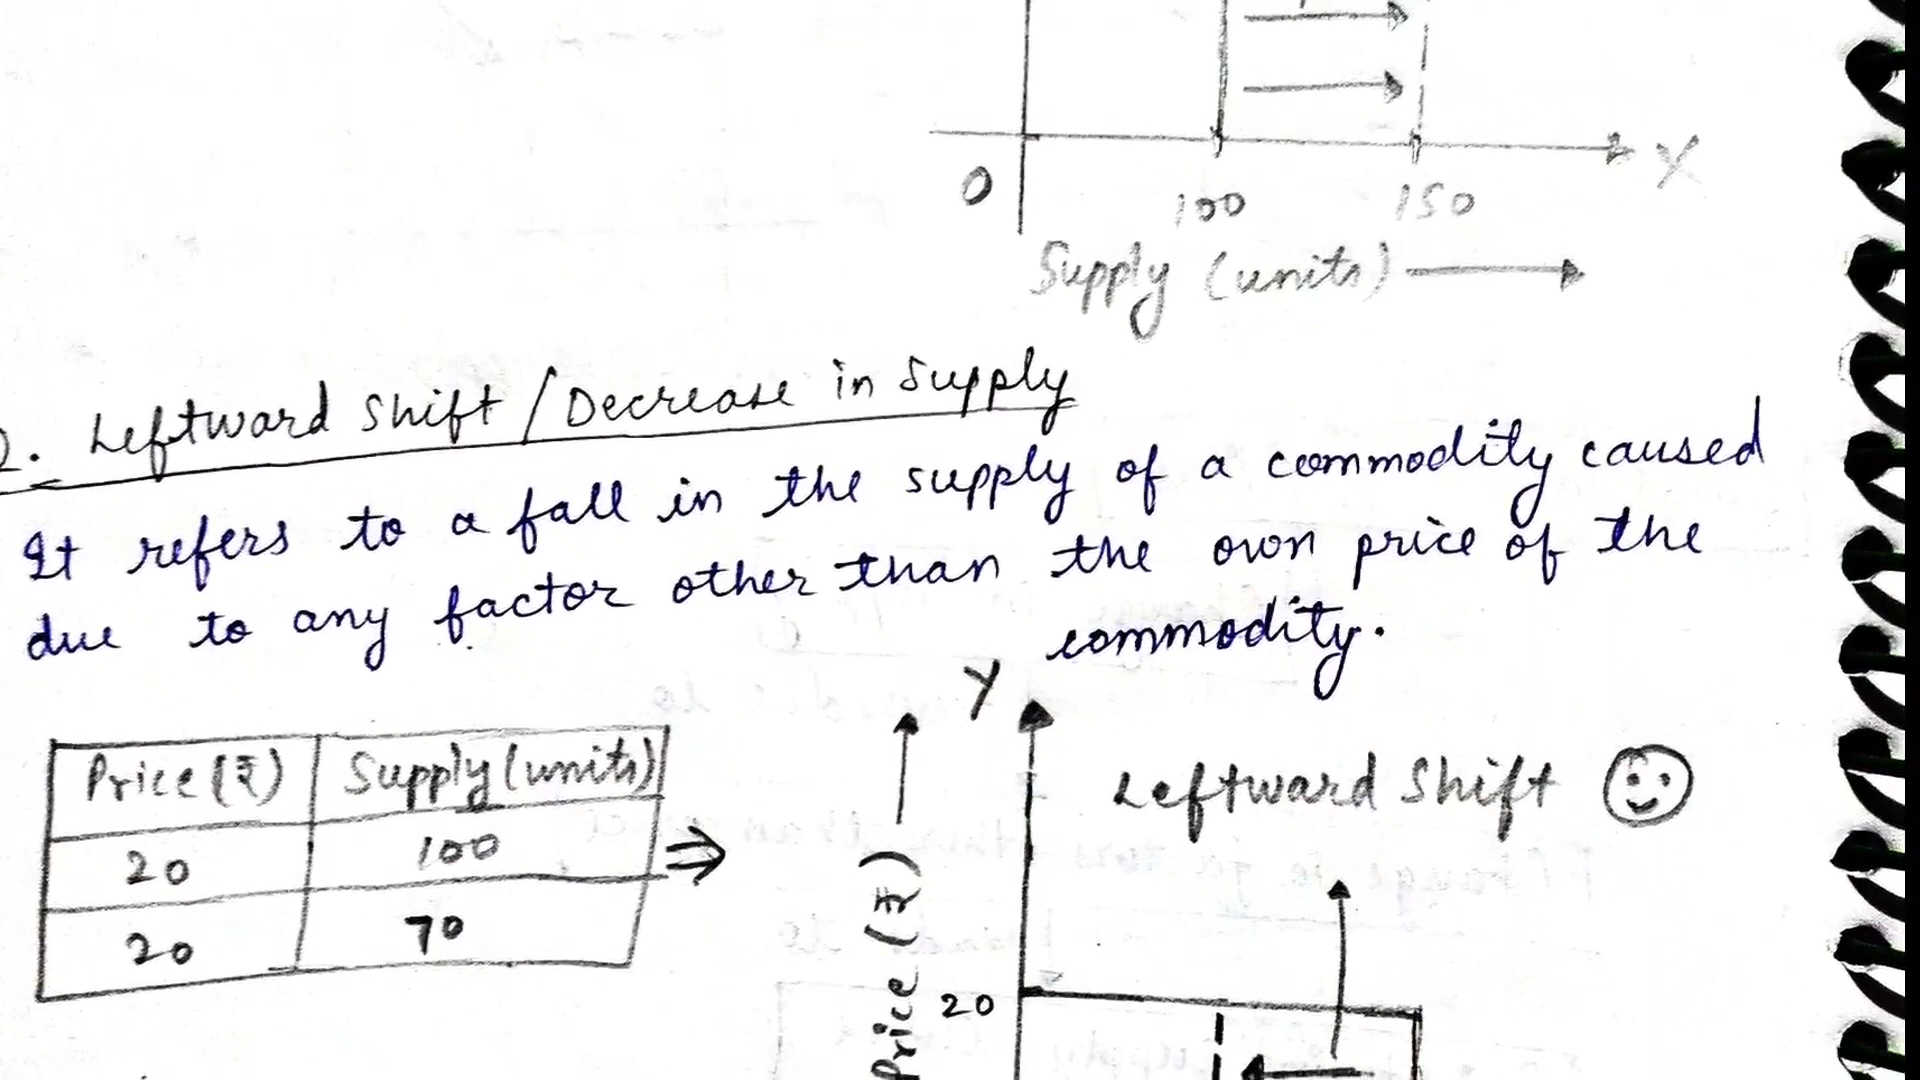 O
100 150
X
Supply (units)
2. Leftward Shift / Decrease in Supply
It refers to a fall in the supply of a commodity caused
due to any factor other than the own price of the
commodity.
Price (₹) Supply (units)
20 100
20 70
Y
Leftward Shift
Price (₹)
20